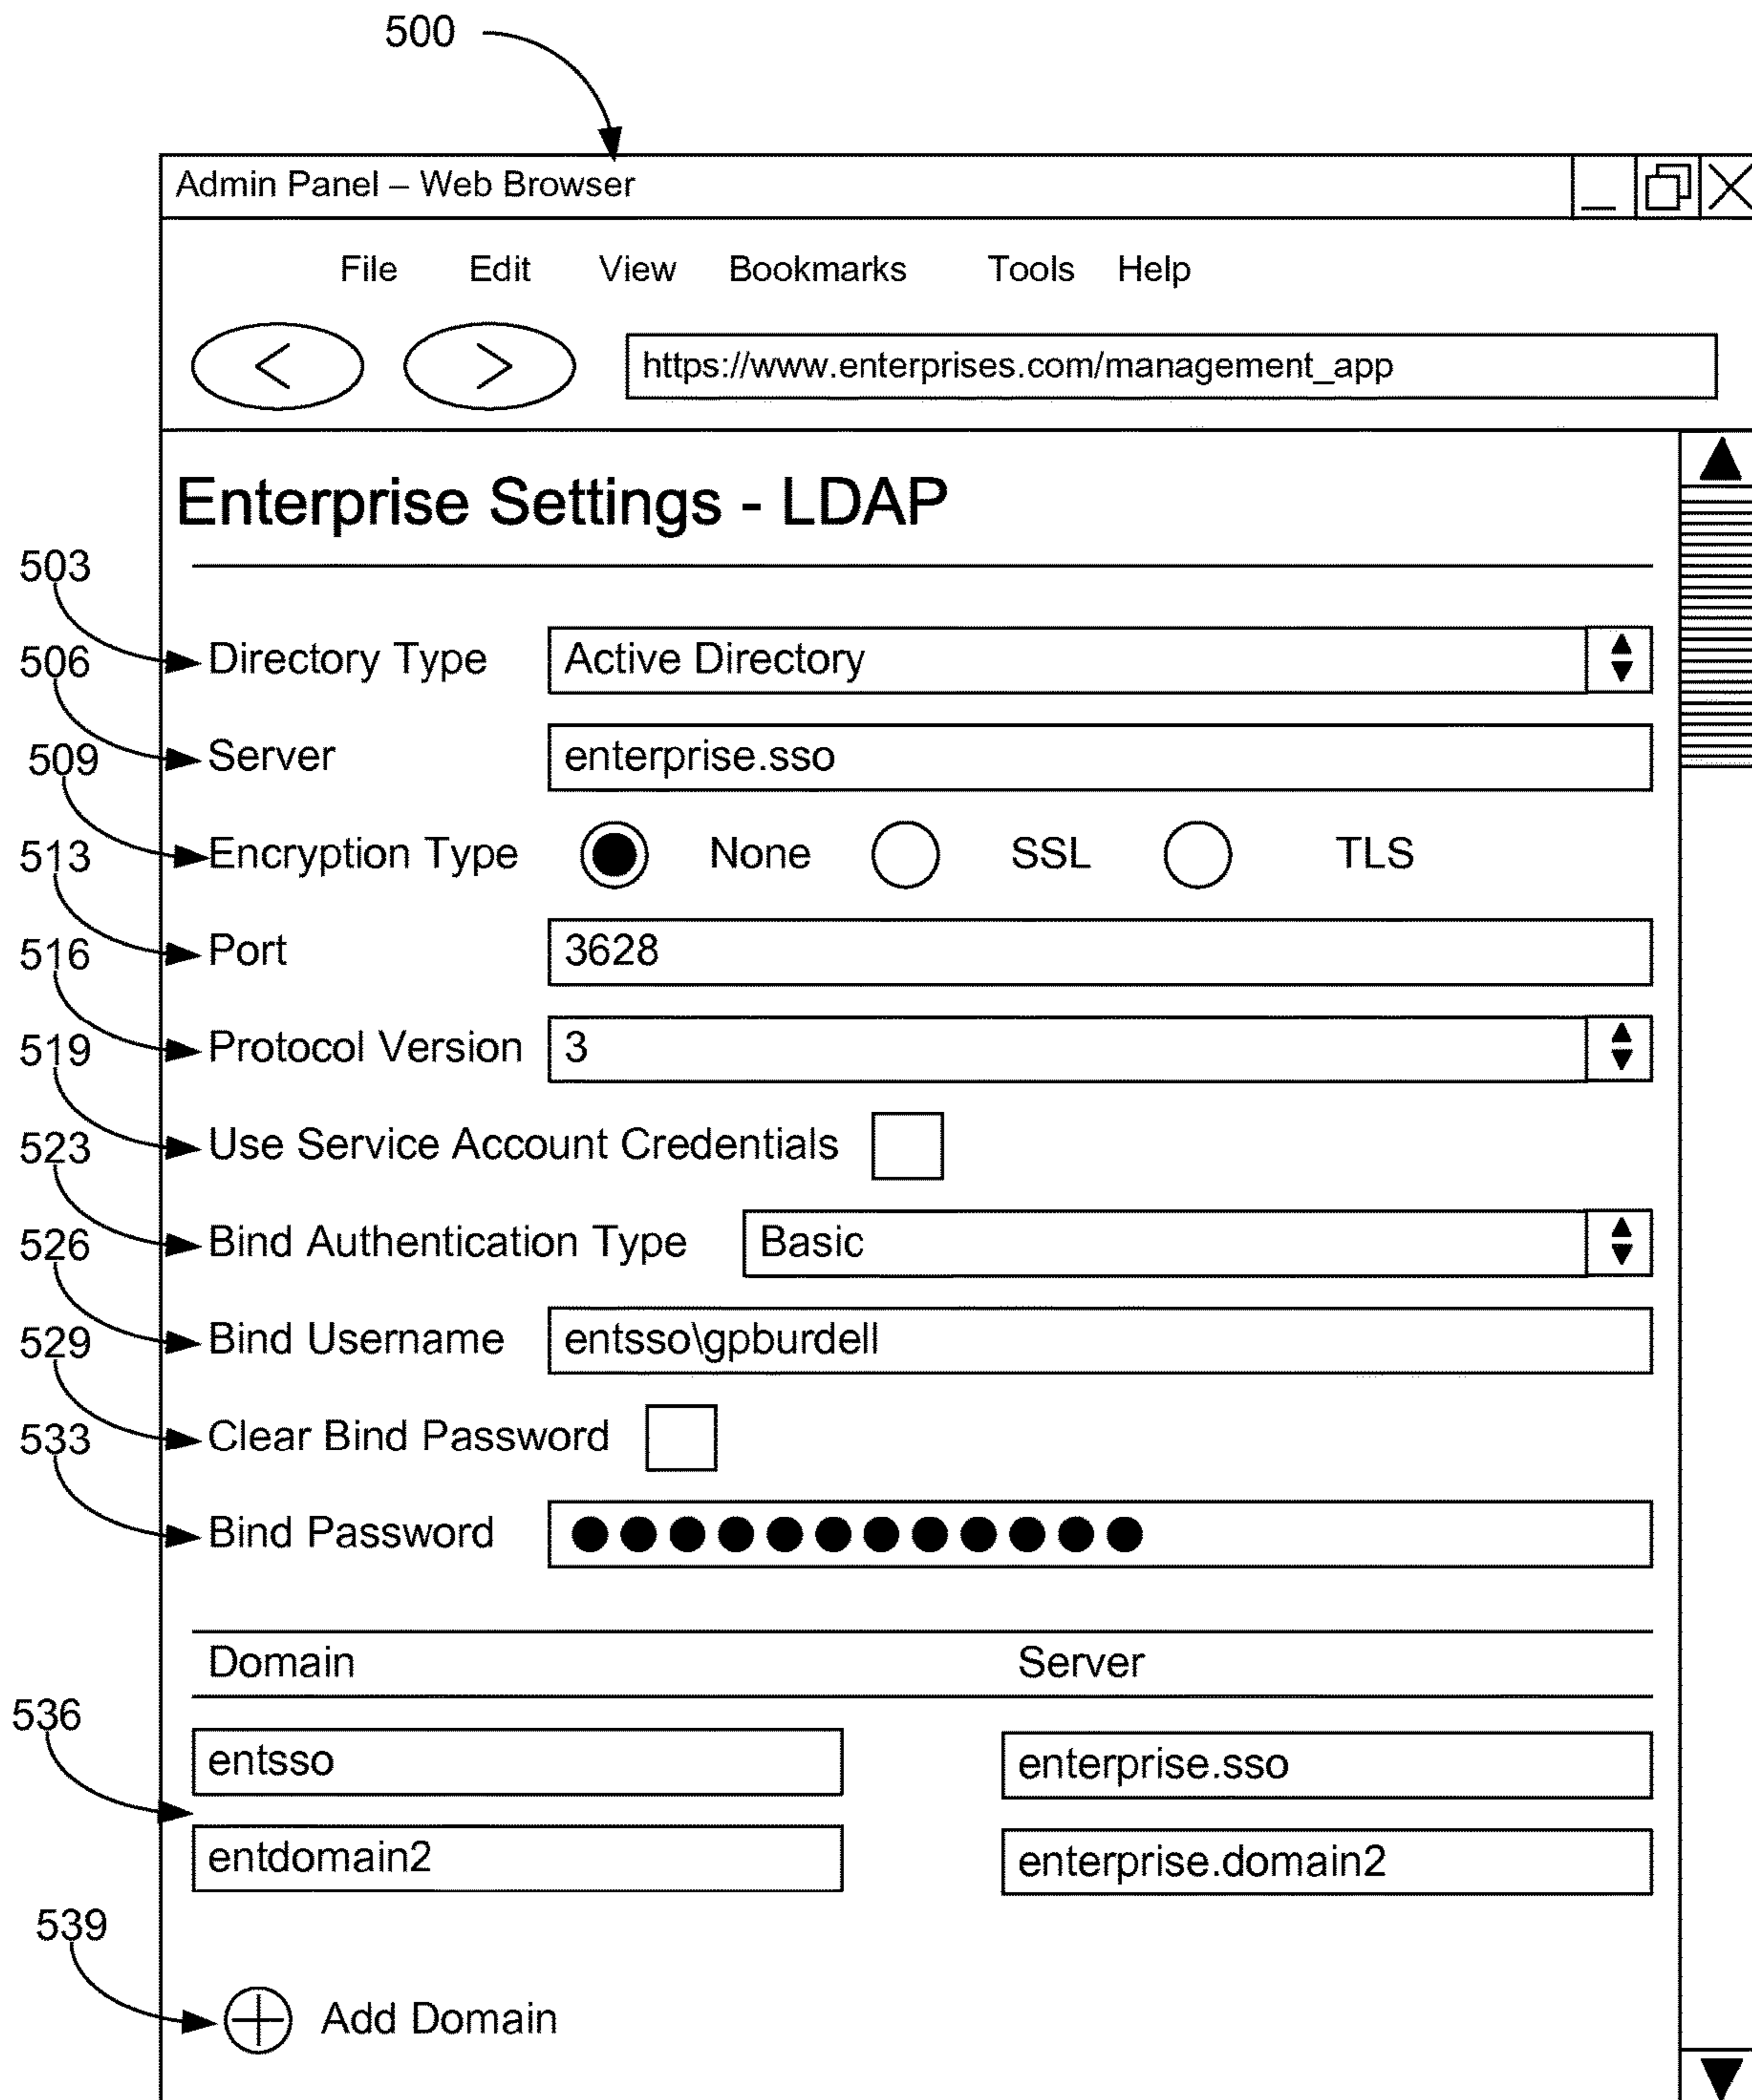 500
Admin Panel – Web Browser
File Edit View Bookmarks Tools Help
https://www.enterprises.com/management_app
Enterprise Settings - LDAP
503
Directory Type Active Directory
506
Server enterprise.sso
509
Encryption Type None SSL TLS
513
Port 3628
516
Protocol Version 3
519
Use Service Account Credentials
523
Bind Authentication Type Basic
526
Bind Username entsso\gpburdell
529
Clear Bind Password
533
Bind Password
Domain Server
536
entsso enterprise.sso
entdomain2 enterprise.domain2
539
Add Domain